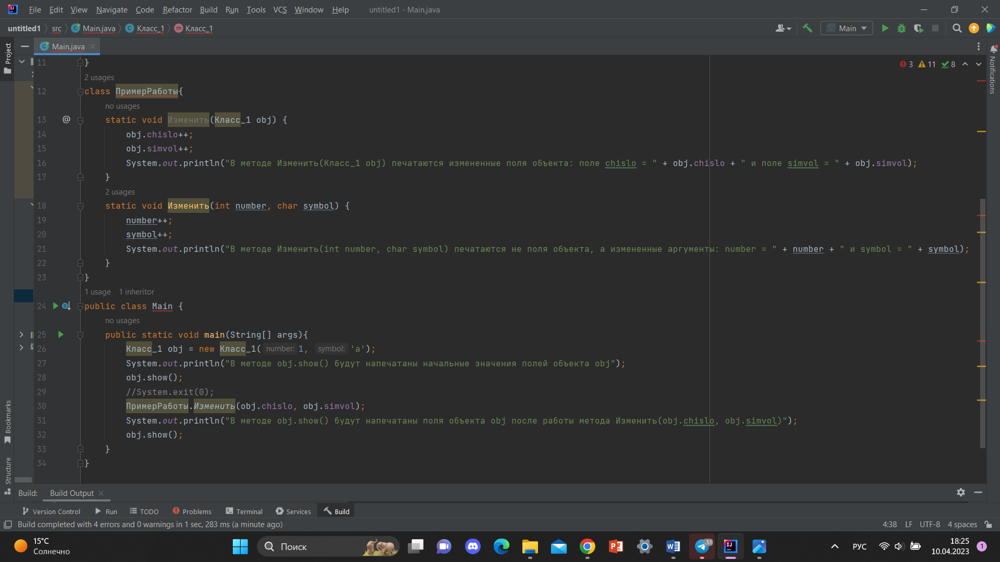 File Edit View Navigate Code Refactor Build Run Tools VCS Window Help untitled1 - Main.java
untitled1 src Main.java Класс_1 Класс_1
Main
Project
Main.java
Notifications
3 11 8
11 }
2 usages
12 class ПримерРаботы{
no usages
13 @ static void Изменить(Класс_1 obj) {
14 obj.chislo++;
15 obj.simvol++;
16 System.out.println("В методе Изменить(Класс_1 obj) печатаются измененные поля объекта: поле chislo = " + obj.chislo + " и поле simvol = " + obj.simvol);
17 }
2 usages
18 static void Изменить(int number, char symbol) {
19 number++;
20 symbol++;
21 System.out.println("В методе Изменить(int number, char symbol) печатаются не поля объекта, а измененные аргументы: number = " + number + " и symbol = " + symbol);
22 }
23 }
1 usage 1 inheritor
24 public class Main {
no usages
25 public static void main(String[] args){
26 Класс_1 obj = new Класс_1( number: 1, symbol: 'a');
27 System.out.println("В методе obj.show() будут напечатаны начальные значения полей объекта obj");
28 obj.show();
29 //System.exit(0);
30 ПримерРаботы.Изменить(obj.chislo, obj.simvol);
31 System.out.println("В методе obj.show() будут напечатаны поля объекта obj после работы метода Изменить(obj.chislo, obj.simvol)");
32 obj.show();
33 }
34 }
Bookmarks
Structure
Build: Build Output
Version Control Run TODO Problems Terminal Services Build
Build completed with 4 errors and 0 warnings in 1 sec, 283 ms (a minute ago) 4:38 LF UTF-8 4 spaces
15°C
Солнечно
Поиск
51
РУС
18:25
10.04.2023
1